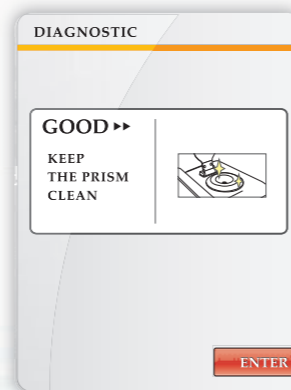 DIAGNOSTIC
GOOD ▸▸
KEEP
THE PRISM
CLEAN
ENTER